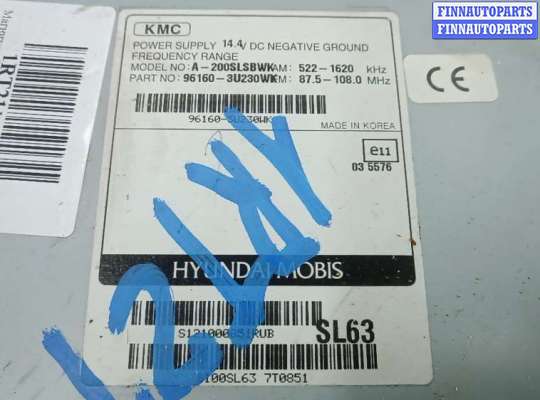 FINNAUTOPARTS
FINNAUTOPARTS
FINNAUTOPARTS
KMC
POWER SUPPLY 14.4V DC NEGATIVE GROUND
FREQUENCY RANGE
MODEL NO: A-200SLSBWK AM: 522-1620 KHz
PART NO: 96160-3U230WK FM: 87.5-108.0 MHz
96160-3U230WK
MADE IN KOREA
CE
e11
03 5576
HYUNDAI MOBIS
S121000851RUB
SL63
100SL63 7T0851